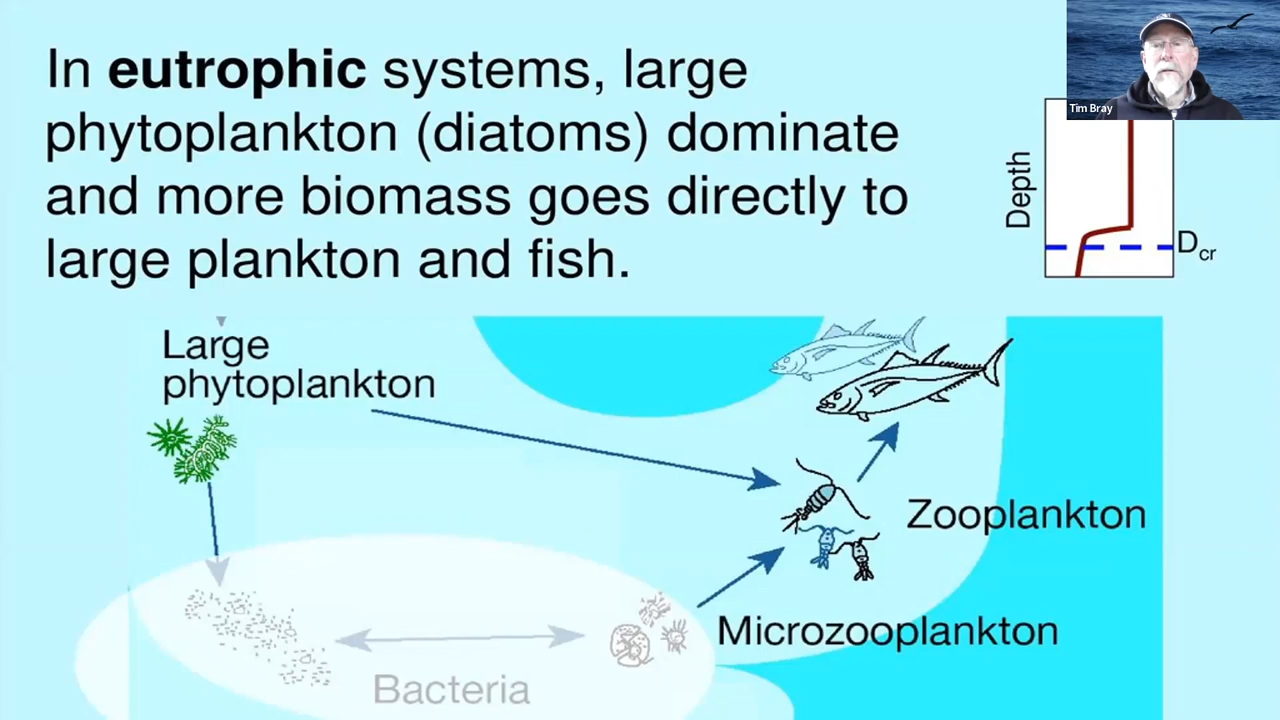 In eutrophic systems, large
phytoplankton (diatoms) dominate
and more biomass goes directly to
large plankton and fish.
Tim Bray
Depth
Dcr
Large
phytoplankton
Zooplankton
Microzooplankton
Bacteria